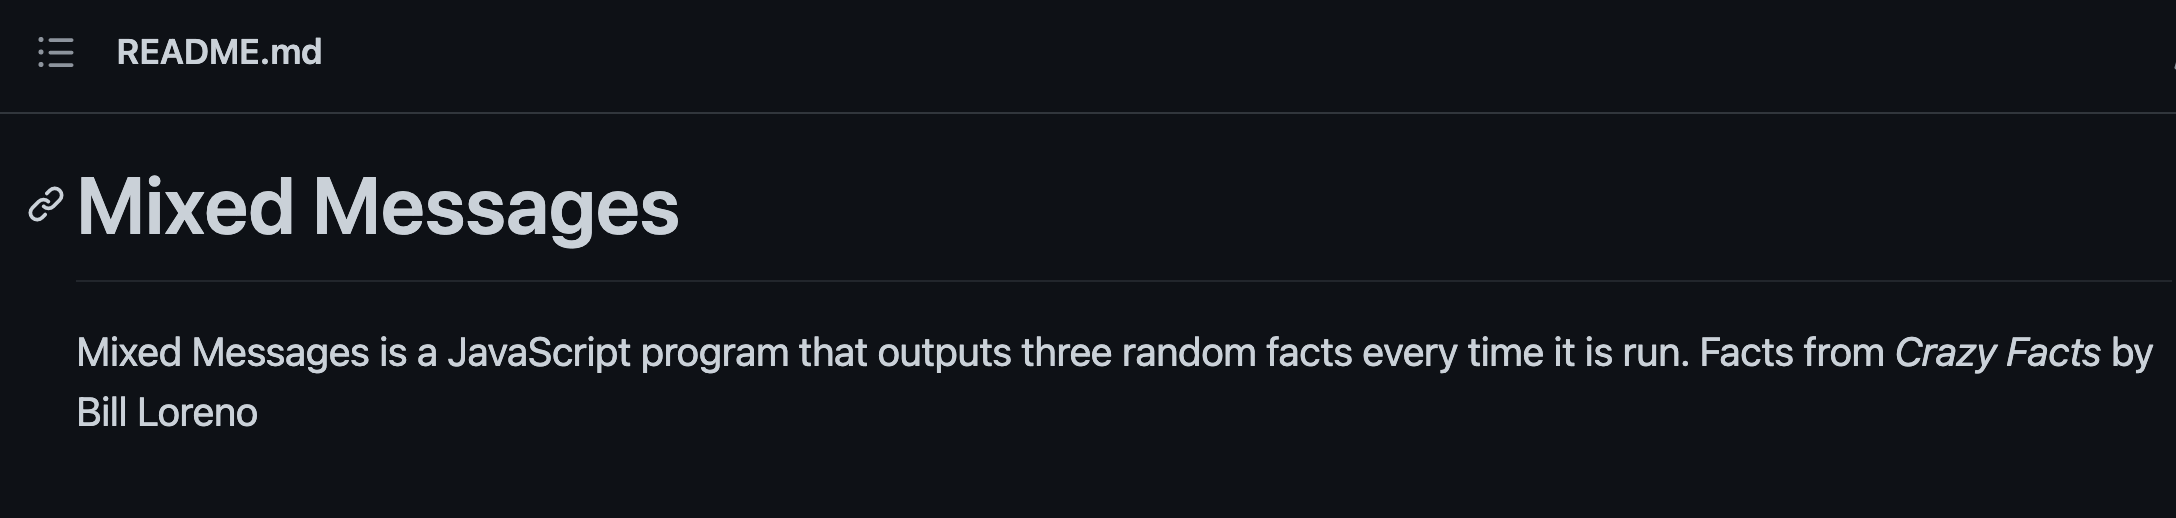 README.md
Mixed Messages
Mixed Messages is a JavaScript program that outputs three random facts every time it is run. Facts from Crazy Facts by
Bill Loreno